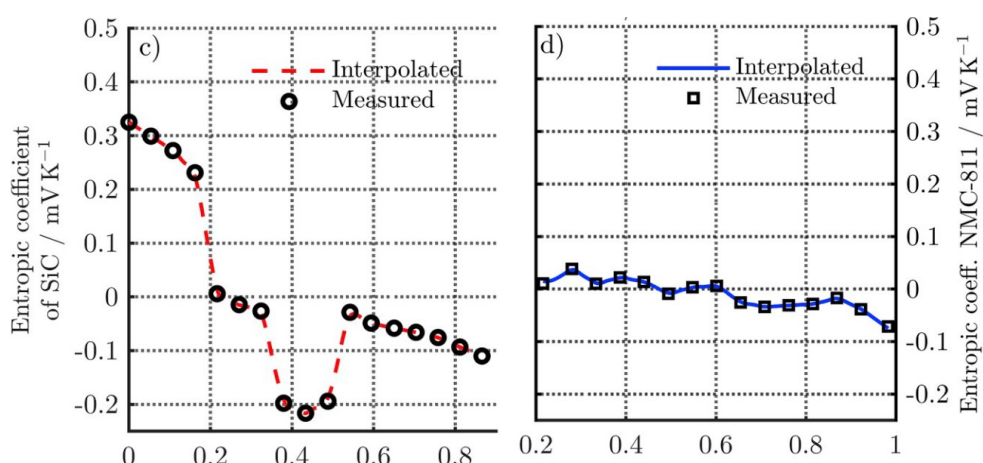 c)
Interpolated
Measured
0.5
0.4
0.3
0.2
0.1
0
-0.1
-0.2
0
0.2
0.4
0.6
0.8
Entropic coefficient
of SiC / mV K⁻¹
d)
Interpolated
Measured
0.5
0.4
0.3
0.2
0.1
0
-0.1
-0.2
0.2
0.4
0.6
0.8
1
Entropic coeff. NMC-811 / mV K⁻¹